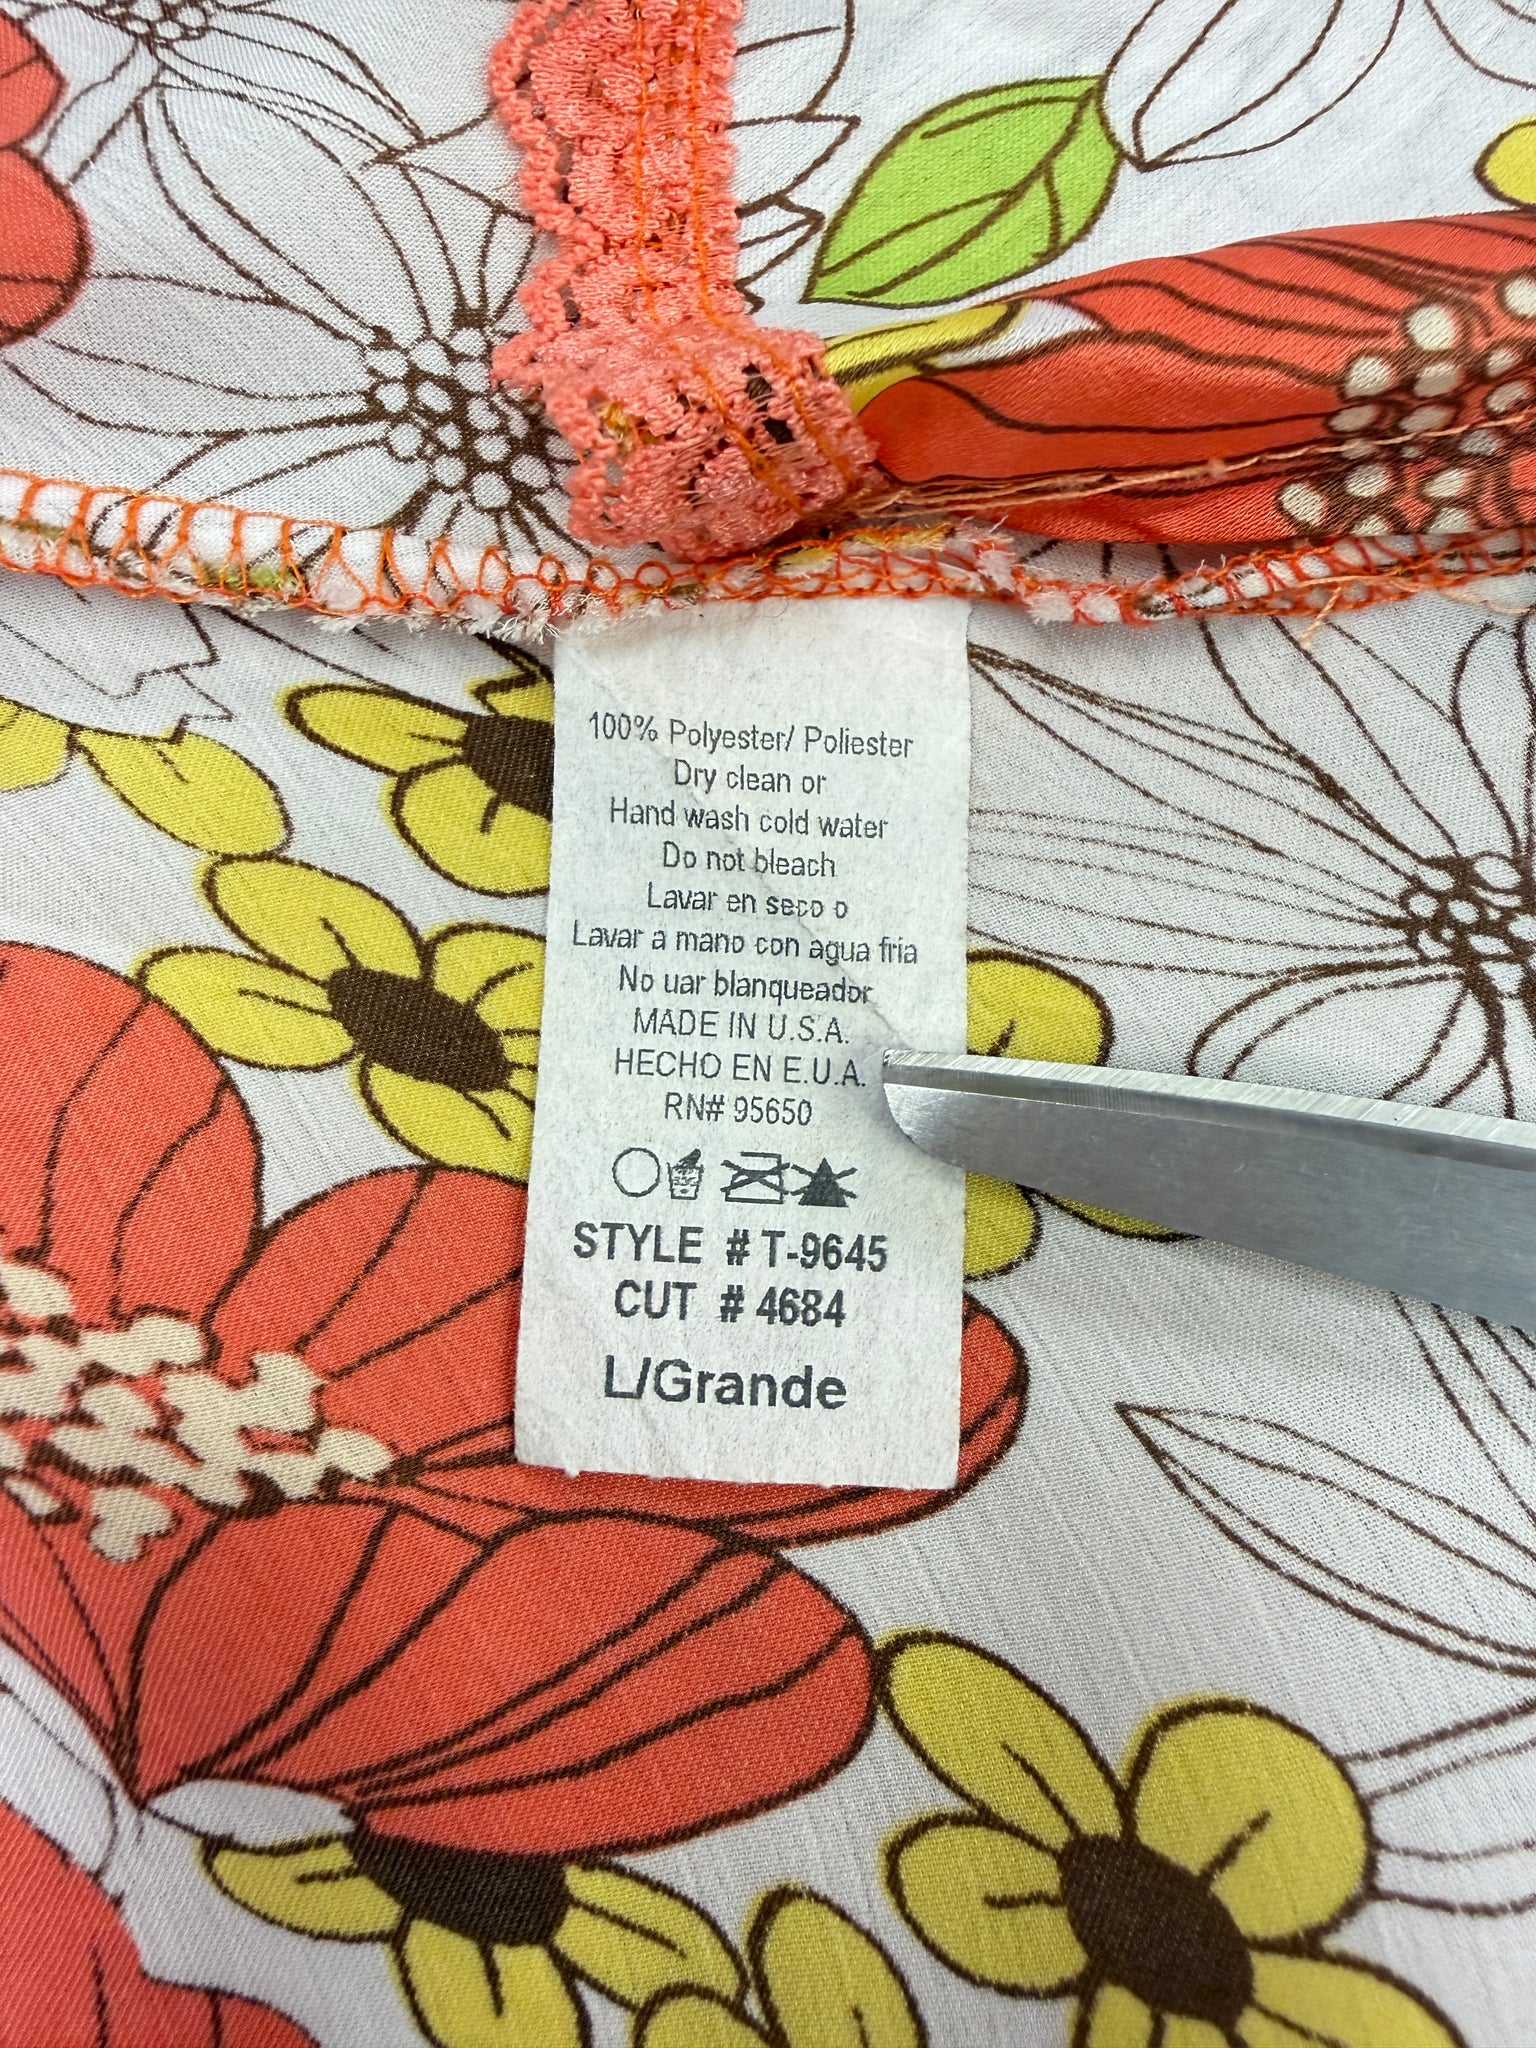 100% Polyester/ Poliester
Dry clean or
Hand wash cold water
Do not bleach
Lavar en seco o
Lavar a mano con agua fria
No uar blanqueador
MADE IN U.S.A.
HECHO EN E.U.A.
RN# 95650
STYLE # T-9645
CUT # 4684
L/Grande